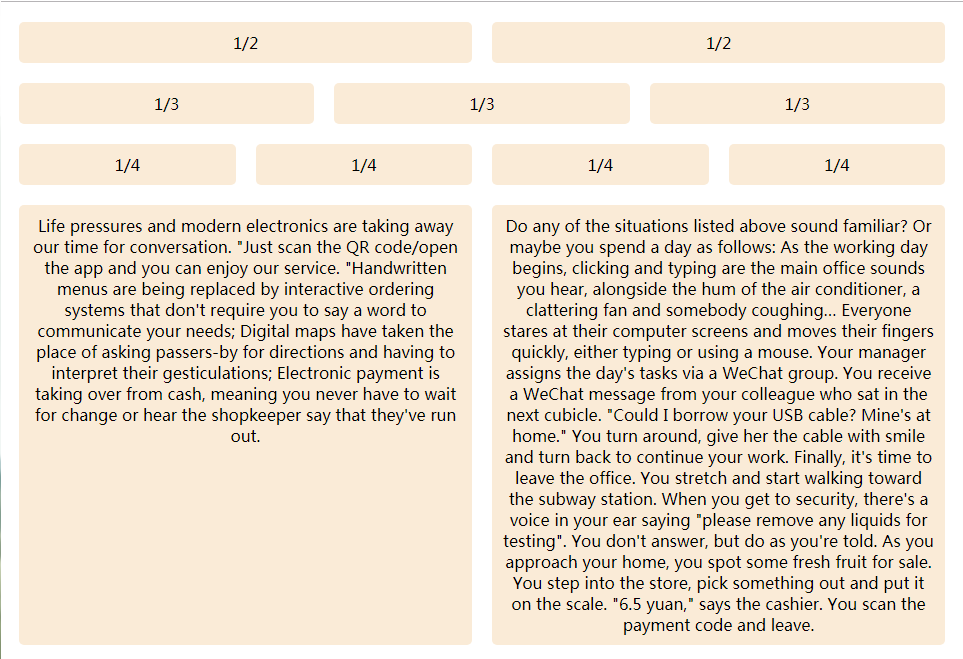 1/2
1/2
1/3
1/3
1/3
1/4
1/4
1/4
1/4
Life pressures and modern electronics are taking away
our time for conversation. "Just scan the QR code/open
the app and you can enjoy our service. "Handwritten
menus are being replaced by interactive ordering
systems that don't require you to say a word to
communicate your needs; Digital maps have taken the
place of asking passers-by for directions and having to
interpret their gesticulations; Electronic payment is
taking over from cash, meaning you never have to wait
for change or hear the shopkeeper say that they've run
out.
Do any of the situations listed above sound familiar? Or
maybe you spend a day as follows: As the working day
begins, clicking and typing are the main office sounds
you hear, alongside the hum of the air conditioner, a
clattering fan and somebody coughing... Everyone
stares at their computer screens and moves their fingers
quickly, either typing or using a mouse. Your manager
assigns the day's tasks via a WeChat group. You receive
a WeChat message from your colleague who sat in the
next cubicle. "Could I borrow your USB cable? Mine's at
home." You turn around, give her the cable with smile
and turn back to continue your work. Finally, it's time to
leave the office. You stretch and start walking toward
the subway station. When you get to security, there's a
voice in your ear saying "please remove any liquids for
testing". You don't answer, but do as you're told. As you
approach your home, you spot some fresh fruit for sale.
You step into the store, pick something out and put it
on the scale. "6.5 yuan," says the cashier. You scan the
payment code and leave.